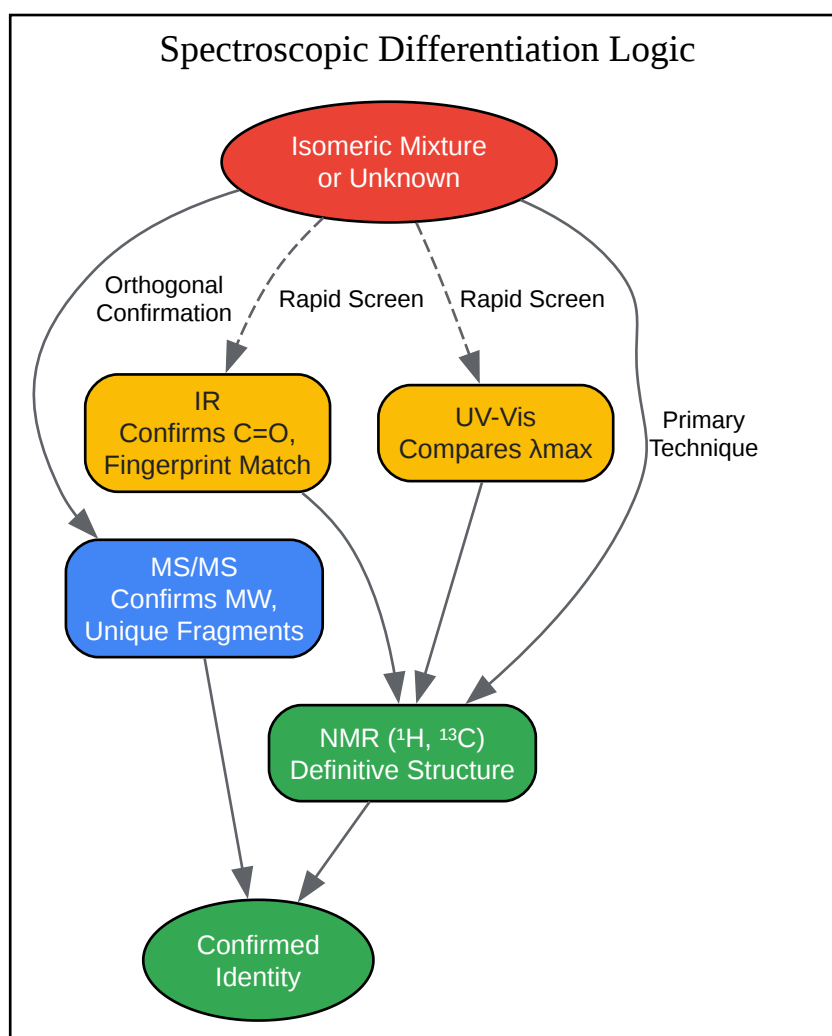 Spectroscopic Differentiation Logic
Isomeric Mixture
or Unknown
Orthogonal
Confirmation
Rapid Screen
Rapid Screen
IR
Confirms C=O,
Fingerprint Match
UV-Vis
Compares λmax
Primary
Technique
MS/MS
Confirms MW,
Unique Fragments
NMR (¹H, ¹³C)
Definitive Structure
Confirmed
Identity